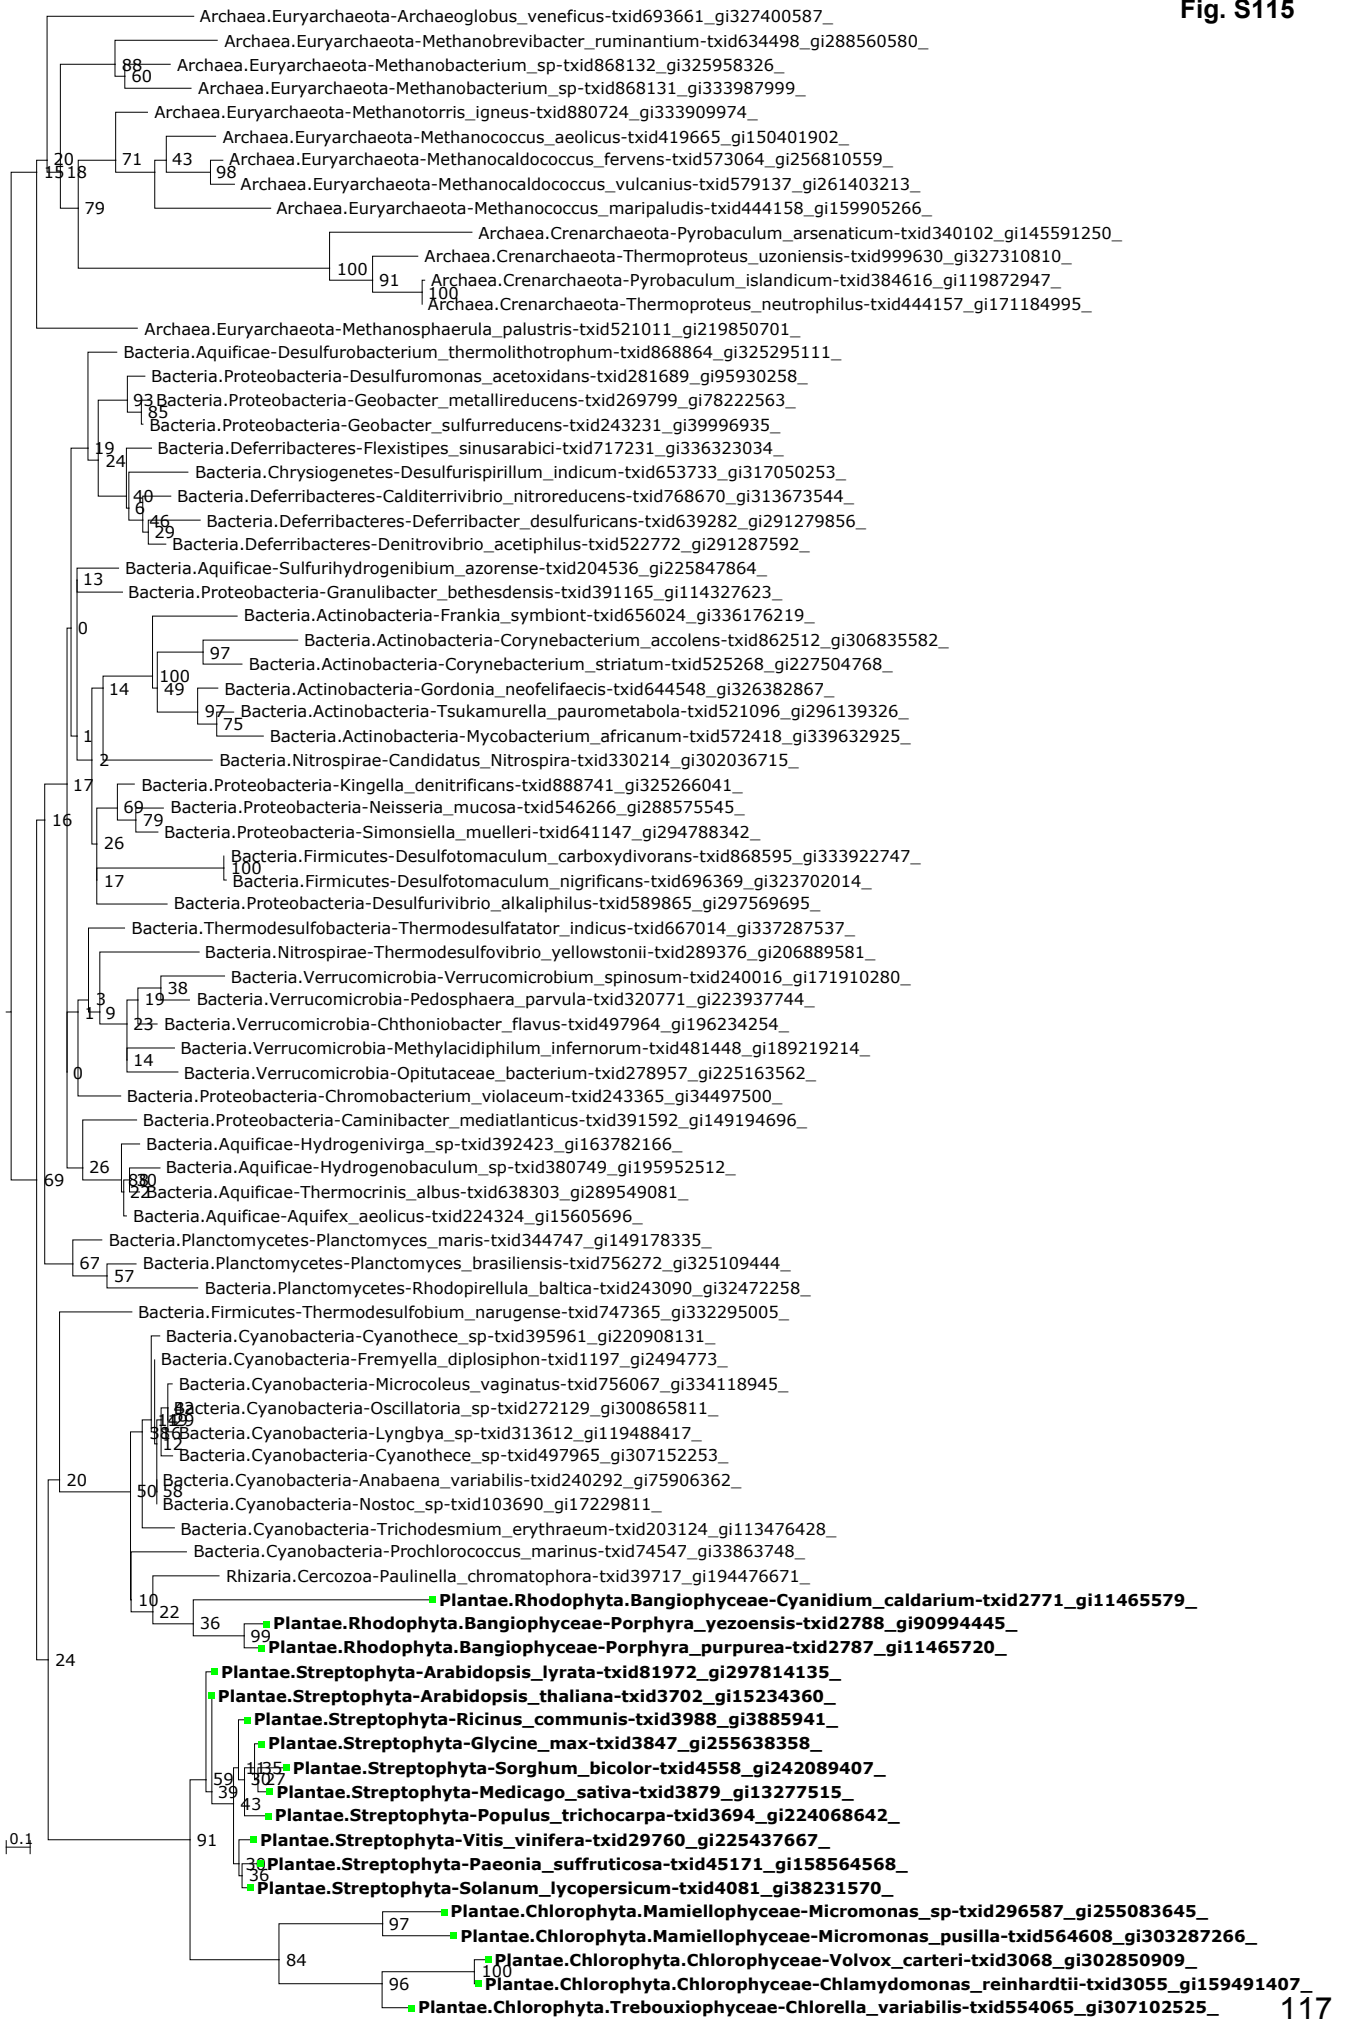 Fig. S115
Archaea.Euryarchaeota-Archaeoglobus_veneficus-txid693661_gi327400587_
Archaea.Euryarchaeota-Methanobrevibacter_ruminantium-txid634498_gi288560580_
88 Archaea.Euryarchaeota-Methanobacterium_sp-txid868132_gi325958326_
60
Archaea.Euryarchaeota-Methanobacterium_sp-txid868131_gi333987999_
Archaea.Euryarchaeota-Methanotorris_igneus-txid880724_gi333909974_
Archaea.Euryarchaeota-Methanococcus_aeolicus-txid419665_gi150401902_
20 71 43 Archaea.Euryarchaeota-Methanocaldococcus_fervens-txid573064_gi256810559_
15 18 98
Archaea.Euryarchaeota-Methanocaldococcus_vulcanius-txid579137_gi261403213_
79 Archaea.Euryarchaeota-Methanococcus_maripaludis-txid444158_gi159905266_
Archaea.Crenarchaeota-Pyrobaculum_arsenaticum-txid340102_gi145591250_
Archaea.Crenarchaeota-Thermoproteus_uzoniensis-txid999630_gi327310810_
100
91 Archaea.Crenarchaeota-Pyrobaculum_islandicum-txid384616_gi119872947_
100
Archaea.Crenarchaeota-Thermoproteus_neutrophilus-txid444157_gi171184995_
Archaea.Euryarchaeota-Methanosphaerula_palustris-txid521011_gi219850701_
Bacteria.Aquificae-Desulfurobacterium_thermolithotrophum-txid868864_gi325295111_
Bacteria.Proteobacteria-Desulfuromonas_acetoxidans-txid281689_gi95930258_
93 Bacteria.Proteobacteria-Geobacter_metallireducens-txid269799_gi78222563_
85
Bacteria.Proteobacteria-Geobacter_sulfurreducens-txid243231_gi39996935_
19 Bacteria.Deferribacteres-Flexistipes_sinusarabici-txid717231_gi336323034_
24
Bacteria.Chrysiogenetes-Desulfurispirillum_indicum-txid653733_gi317050253_
40 Bacteria.Deferribacteres-Calditerrivibrio_nitroreducens-txid768670_gi313673544_
6
46 Bacteria.Deferribacteres-Deferribacter_desulfuricans-txid639282_gi291279856_
29
Bacteria.Deferribacteres-Denitrovibrio_acetiphilus-txid522772_gi291287592_
Bacteria.Aquificae-Sulfurihydrogenibium_azorense-txid204536_gi225847864_
13
Bacteria.Proteobacteria-Granulibacter_bethesdensis-txid391165_gi114327623_
Bacteria.Actinobacteria-Frankia_symbiont-txid656024_gi336176219_
0
Bacteria.Actinobacteria-Corynebacterium_accolens-txid862512_gi306835582_
97
Bacteria.Actinobacteria-Corynebacterium_striatum-txid525268_gi227504768_
100
14 49 Bacteria.Actinobacteria-Gordonia_neofelifaecis-txid644548_gi326382867_
97 Bacteria.Actinobacteria-Tsukamurella_paurometabola-txid521096_gi296139326_
75
1 Bacteria.Actinobacteria-Mycobacterium_africanum-txid572418_gi339632925_
2 Bacteria.Nitrospirae-Candidatus_Nitrospira-txid330214_gi302036715_
17 Bacteria.Proteobacteria-Kingella_denitrificans-txid888741_gi325266041_
69 Bacteria.Proteobacteria-Neisseria_mucosa-txid546266_gi288575545_
16 79
Bacteria.Proteobacteria-Simonsiella_muelleri-txid641147_gi294788342_
26
Bacteria.Firmicutes-Desulfotomaculum_carboxydivorans-txid868595_gi333922747_
100
17 Bacteria.Firmicutes-Desulfotomaculum_nigrificans-txid696369_gi323702014_
Bacteria.Proteobacteria-Desulfurivibrio_alkaliphilus-txid589865_gi297569695_
Bacteria.Thermodesulfobacteria-Thermodesulfatator_indicus-txid667014_gi337287537_
Bacteria.Nitrospirae-Thermodesulfovibrio_yellowstonii-txid289376_gi206889581_
Bacteria.Verrucomicrobia-Verrucomicrobium_spinosum-txid240016_gi171910280_
38
3 19 Bacteria.Verrucomicrobia-Pedosphaera_parvula-txid320771_gi223937744_
1 9
23 Bacteria.Verrucomicrobia-Chthoniobacter_flavus-txid497964_gi196234254_
Bacteria.Verrucomicrobia-Methylacidiphilum_infernorum-txid481448_gi189219214_
14
0 Bacteria.Verrucomicrobia-Opitutaceae_bacterium-txid278957_gi225163562_
Bacteria.Proteobacteria-Chromobacterium_violaceum-txid243365_gi34497500_
Bacteria.Proteobacteria-Caminibacter_mediatlanticus-txid391592_gi149194696_
Bacteria.Aquificae-Hydrogenivirga_sp-txid392423_gi163782166_
26 Bacteria.Aquificae-Hydrogenobaculum_sp-txid380749_gi195952512_
69 30
22 Bacteria.Aquificae-Thermocrinis_albus-txid638303_gi289549081_
Bacteria.Aquificae-Aquifex_aeolicus-txid224324_gi15605696_
Bacteria.Planctomycetes-Planctomyces_maris-txid344747_gi149178335_
67 Bacteria.Planctomycetes-Planctomyces_brasiliensis-txid756272_gi325109444_
57
Bacteria.Planctomycetes-Rhodopirellula_baltica-txid243090_gi32472258_
Bacteria.Firmicutes-Thermodesulfobium_narugense-txid747365_gi332295005_
Bacteria.Cyanobacteria-Cyanothece_sp-txid395961_gi220908131_
Bacteria.Cyanobacteria-Fremyella_diplosiphon-txid1197_gi2494773_
Bacteria.Cyanobacteria-Microcoleus_vaginatus-txid756067_gi334118945_
Bacteria.Cyanobacteria-Oscillatoria_sp-txid272129_gi300865811_
Bacteria.Cyanobacteria-Lyngbya_sp-txid313612_gi119488417_
12
Bacteria.Cyanobacteria-Cyanothece_sp-txid497965_gi307152253_
20 Bacteria.Cyanobacteria-Anabaena_variabilis-txid240292_gi75906362_
50 58
Bacteria.Cyanobacteria-Nostoc_sp-txid103690_gi17229811_
Bacteria.Cyanobacteria-Trichodesmium_erythraeum-txid203124_gi113476428_
Bacteria.Cyanobacteria-Prochlorococcus_marinus-txid74547_gi33863748_
Rhizaria.Cercozoa-Paulinella_chromatophora-txid39717_gi194476671_
10 Plantae.Rhodophyta.Bangiophyceae-Cyanidium_caldarium-txid2771_gi11465579_
22
36 Plantae.Rhodophyta.Bangiophyceae-Porphyra_yezoensis-txid2788_gi90994445_
99
Plantae.Rhodophyta.Bangiophyceae-Porphyra_purpurea-txid2787_gi11465720_
24
Plantae.Streptophyta-Arabidopsis_lyrata-txid81972_gi297814135_
Plantae.Streptophyta-Arabidopsis_thaliana-txid3702_gi15234360_
Plantae.Streptophyta-Ricinus_communis-txid3988_gi3885941_
Plantae.Streptophyta-Glycine_max-txid3847_gi255638358_
35 Plantae.Streptophyta-Sorghum_bicolor-txid4558_gi242089407_
59 30 27
39 Plantae.Streptophyta-Medicago_sativa-txid3879_gi13277515_
43
Plantae.Streptophyta-Populus_trichocarpa-txid3694_gi224068642_
0.1 91 Plantae.Streptophyta-Vitis_vinifera-txid29760_gi225437667_
Plantae.Streptophyta-Paeonia_suffruticosa-txid45171_gi158564568_
36
Plantae.Streptophyta-Solanum_lycopersicum-txid4081_gi38231570_
Plantae.Chlorophyta.Mamiellophyceae-Micromonas_sp-txid296587_gi255083645_
97
Plantae.Chlorophyta.Mamiellophyceae-Micromonas_pusilla-txid564608_gi303287266_
84 Plantae.Chlorophyta.Chlorophyceae-Volvox_carteri-txid3068_gi302850909_
100
96 Plantae.Chlorophyta.Chlorophyceae-Chlamydomonas_reinhardtii-txid3055_gi159491407_
Plantae.Chlorophyta.Trebouxiophyceae-Chlorella_variabilis-txid554065_gi307102525_
117